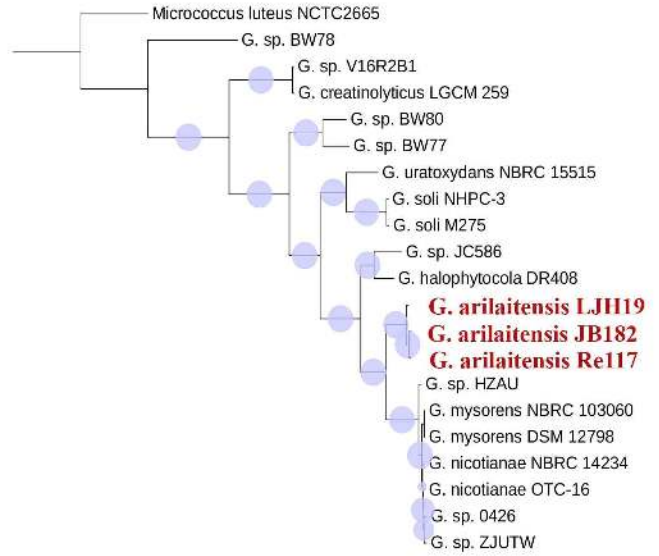 Micrococcus luteus NCTC2665
G. sp. BW78
G. sp. V16R2B1
G. creatinolyticus LGCM 259
G. sp. BW80
G. sp. BW77
G. uratoxydans NBRC 15515
G. soli NHPC-3
G. soli M275
G. sp. JC586
G. halophytocola DR408
G. arilaitensis LJH19
G. arilaitensis JB182
G. arilaitensis Re117
G. sp. HZAU
G. mysorens NBRC 103060
G. mysorens DSM 12798
G. nicotianae NBRC 14234
G. nicotianae OTC-16
G. sp. 0426
G. sp. ZJUTW